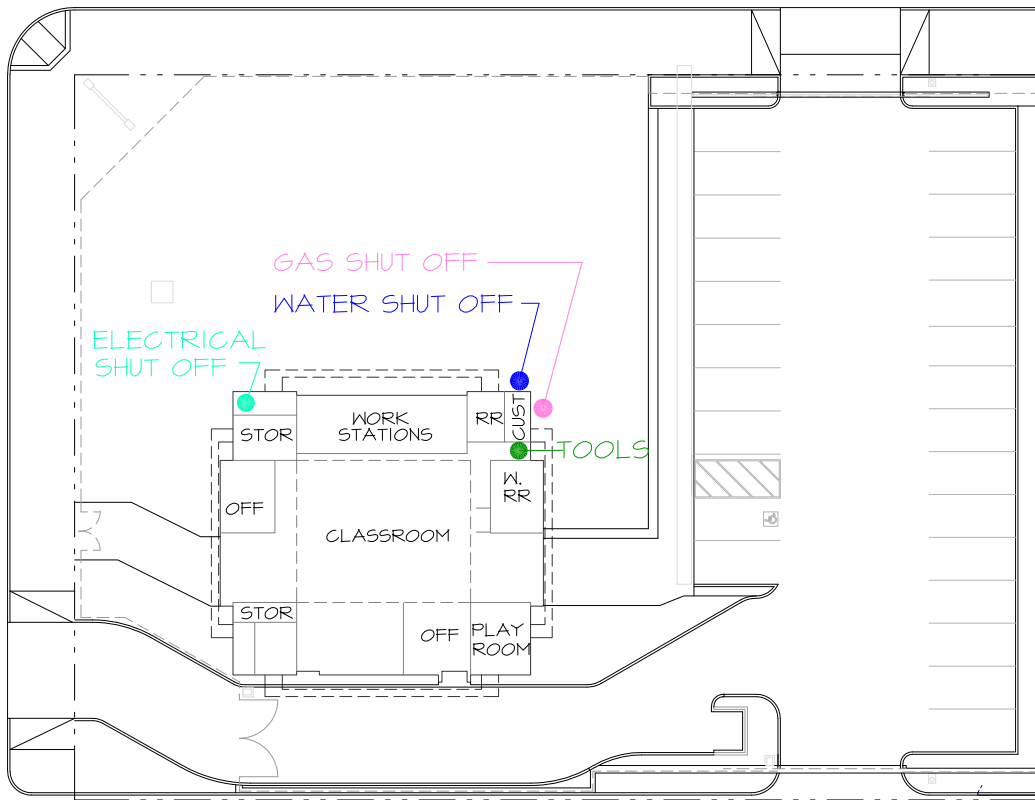 GAS SHUT OFF
WATER SHUT OFF
ELECTRICAL
SHUT OFF
WORK
STATIONS
RR
CUST
STOR
TOOLS
W.
RR
OFF
CLASSROOM
STOR
OFF
PLAY
ROOM